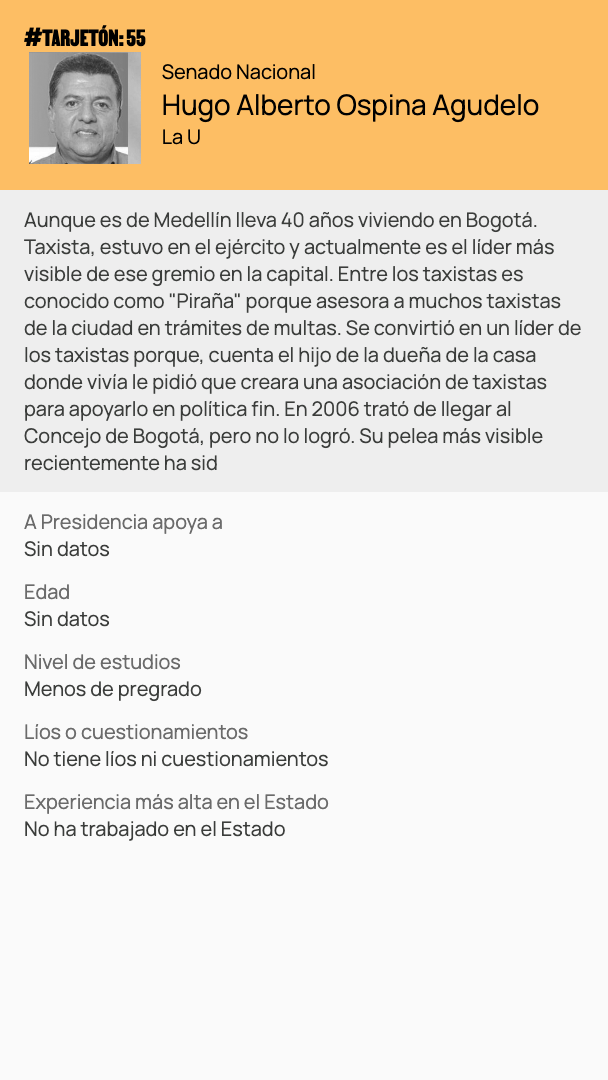 #TARJETÓN: 55
Senado Nacional
Hugo Alberto Ospina Agudelo
La U
Aunque es de Medellín lleva 40 años viviendo en Bogotá.
Taxista, estuvo en el ejército y actualmente es el líder más
visible de ese gremio en la capital. Entre los taxistas es
conocido como "Piraña" porque asesora a muchos taxistas
de la ciudad en trámites de multas. Se convirtió en un líder de
los taxistas porque, cuenta el hijo de la dueña de la casa
donde vivía le pidió que creara una asociación de taxistas
para apoyarlo en política fin. En 2006 trató de llegar al
Concejo de Bogotá, pero no lo logró. Su pelea más visible
recientemente ha sid
A Presidencia apoya a
Sin datos
Edad
Sin datos
Nivel de estudios
Menos de pregrado
Líos o cuestionamientos
No tiene líos ni cuestionamientos
Experiencia más alta en el Estado
No ha trabajado en el Estado